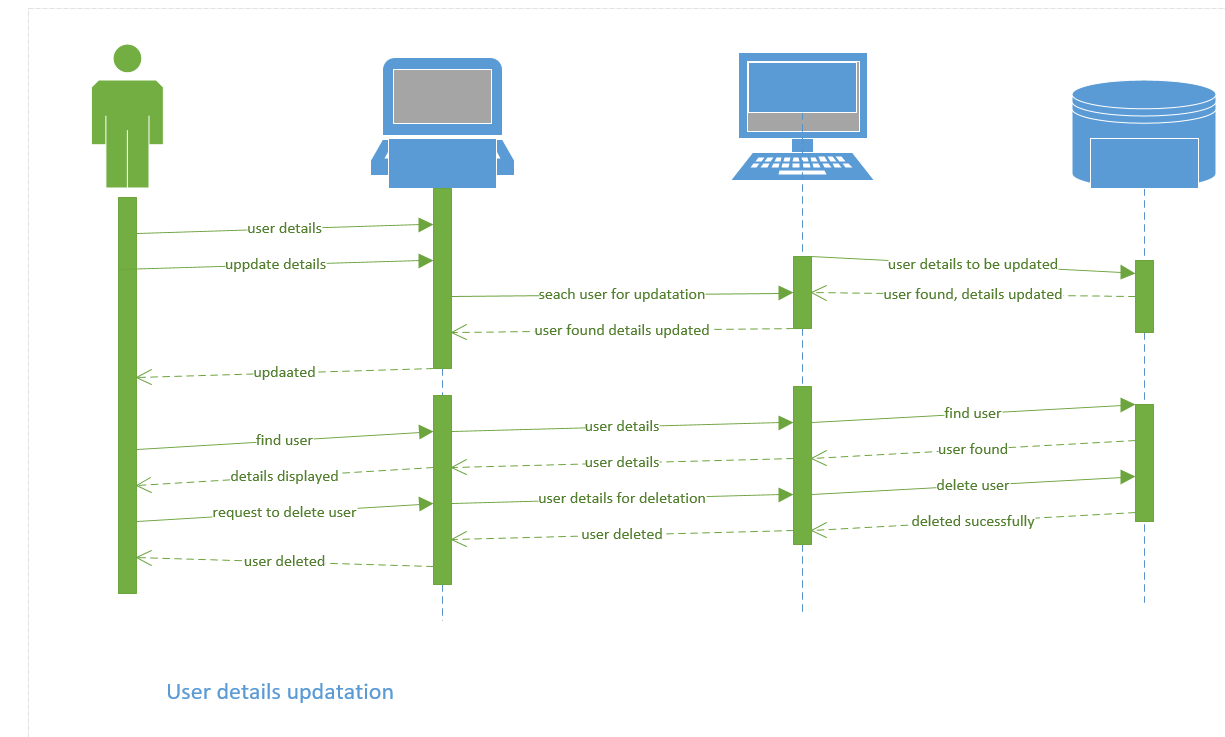 user details
uppdate details
user details to be updated
seach user for updatation
user found, details updated
user found details updated
updaated
find user
user details
find user
details displayed
user details
user found
request to delete user
user details for deletation
delete user
user deleted
deleted sucessfully
user deleted
User details updatation